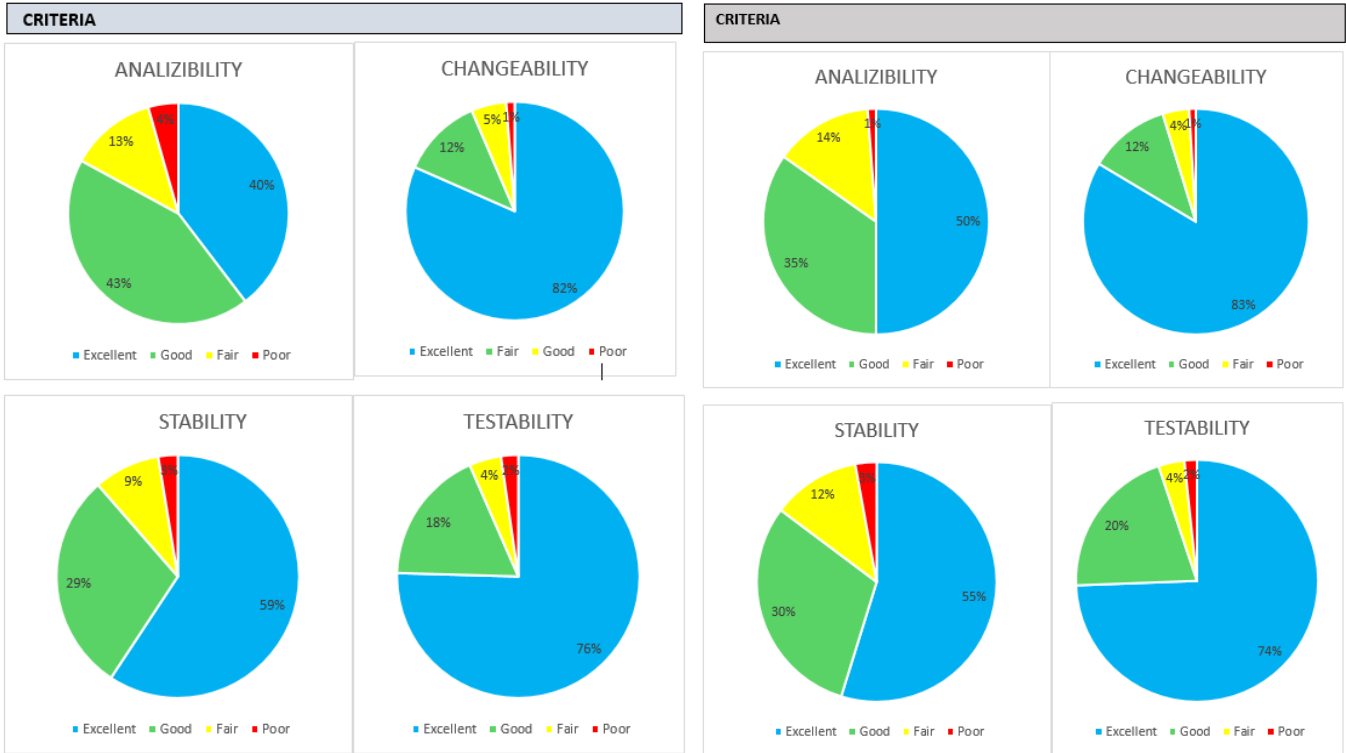 CRITERIA
ANALIZIBILITY
4%
13%
40%
43%
Excellent Good Fair Poor
CHANGEABILITY
5% 1%
12%
82%
Excellent Fair Good Poor
STABILITY
3%
9%
29%
59%
Excellent Good Fair Poor
TESTABILITY
2%
4%
18%
76%
Excellent Good Fair Poor
CRITERIA
ANALIZIBILITY
1%
14%
50%
35%
Excellent Good Fair Poor
CHANGEABILITY
4% 1%
12%
83%
Excellent Good Fair Poor
STABILITY
12%
30%
55%
Excellent Good Fair Poor
TESTABILITY
4% 2%
20%
74%
Excellent Good Fair Poor